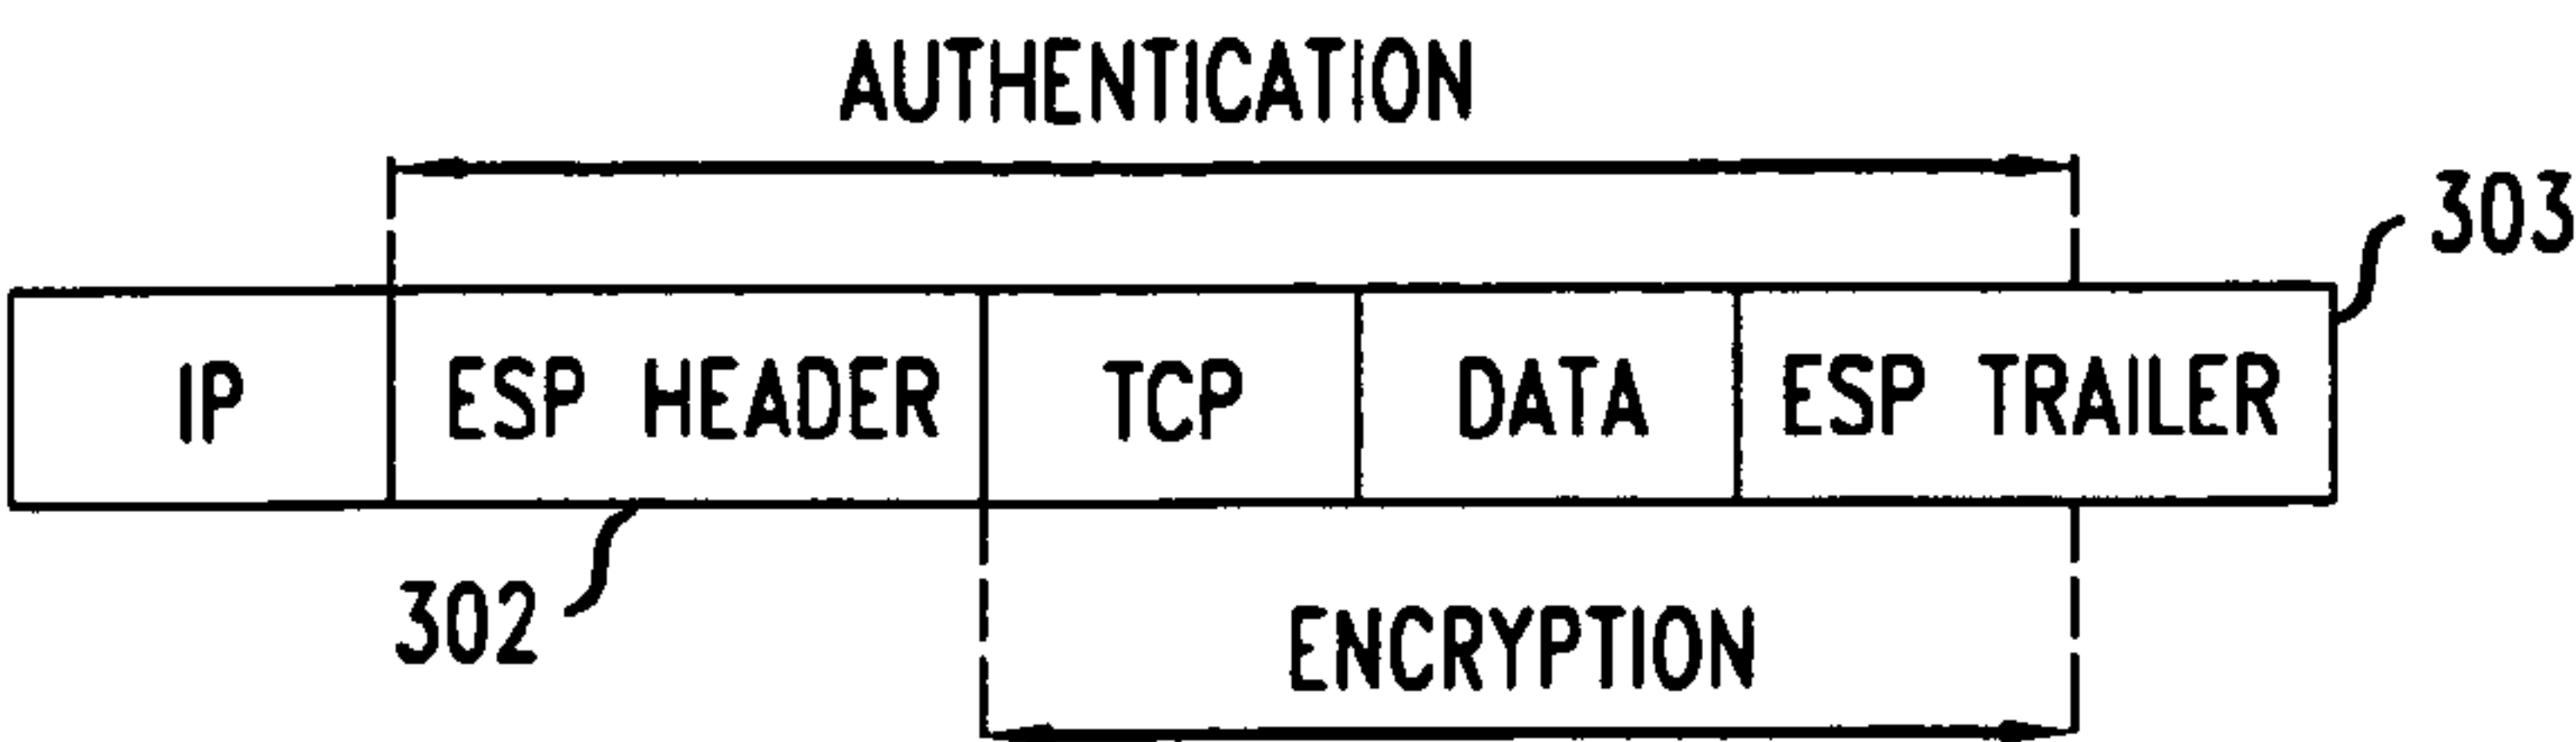 AUTHENTICATION
303
IP ESP HEADER TCP DATA ESP TRAILER
302
ENCRYPTION